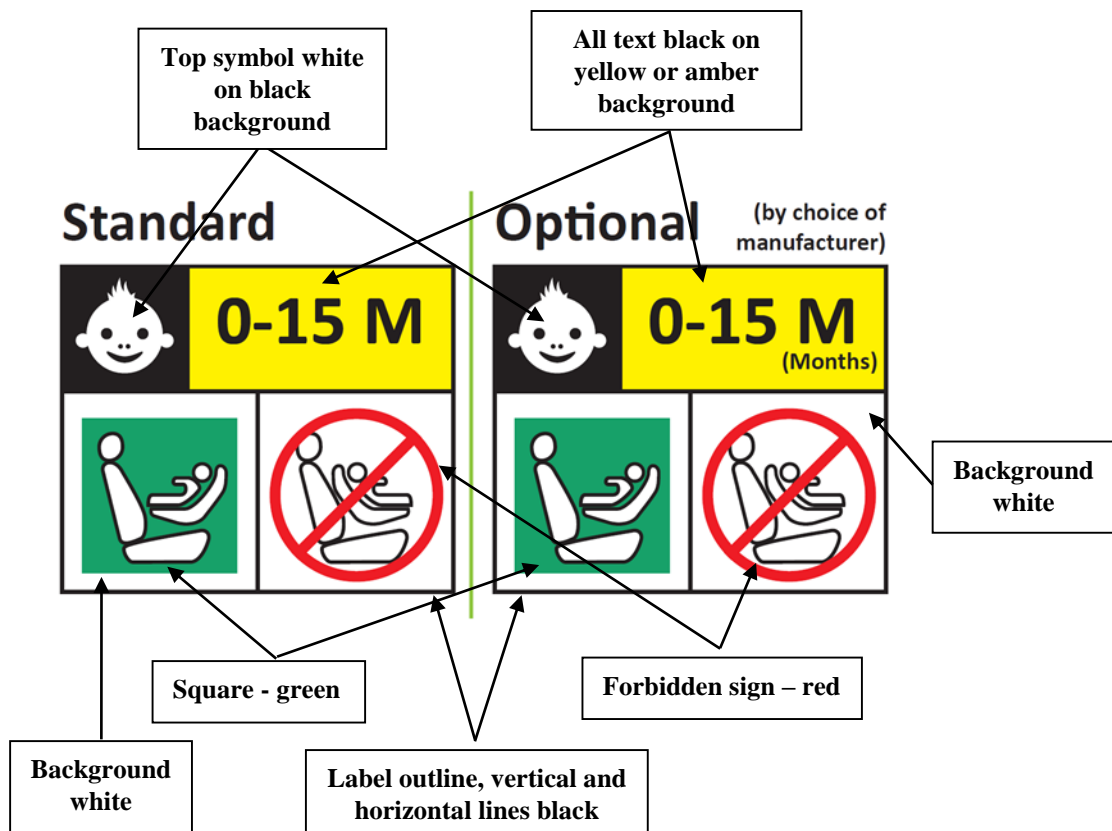 Top symbol white
on black
background
All text black on
yellow or amber
background
Standard
Optional
(by choice of
manufacturer)
0-15 M
0-15 M
(Months)
Background
white
Square - green
Forbidden sign – red
Background
white
Label outline, vertical and
horizontal lines black